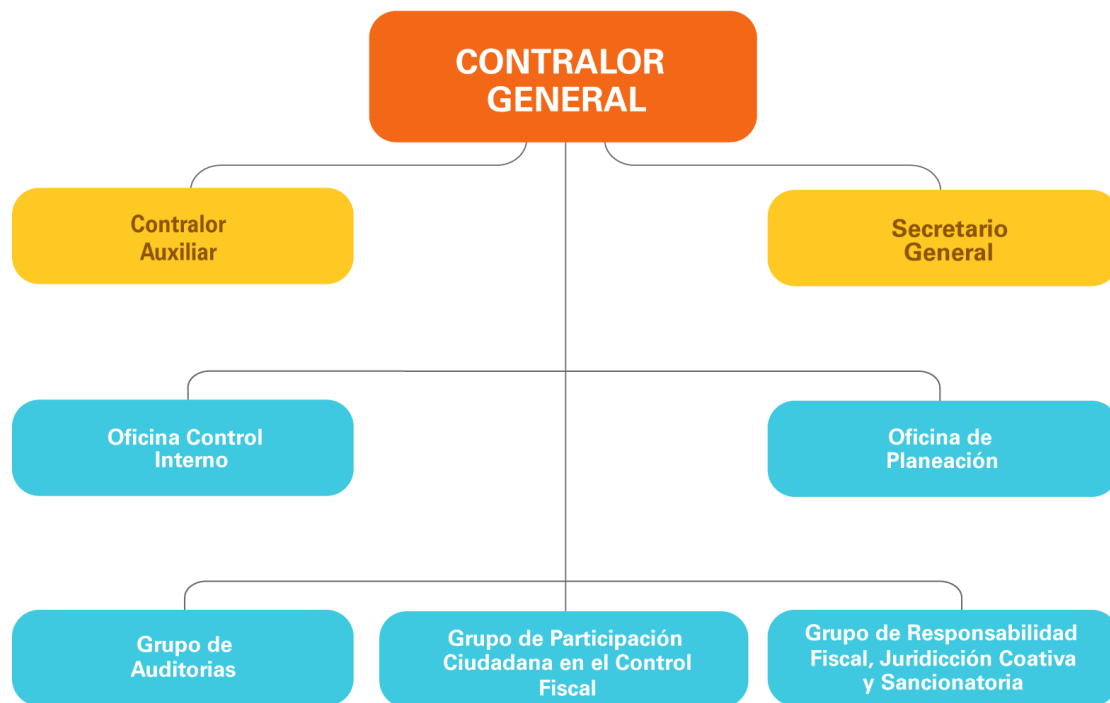 CONTRALOR
GENERAL
Contralor
Auxiliar
Secretario
General
Oficina Control
Interno
Oficina de
Planeación
Grupo de
Auditorias
Grupo de Participación
Ciudadana en el Control
Fiscal
Grupo de Responsabilidad
Fiscal, Juridicción Coativa
y Sancionatoria